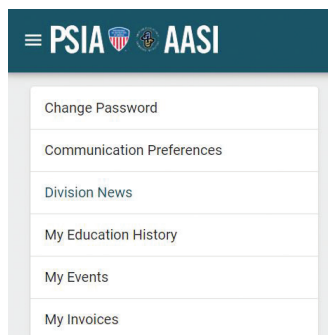 PSIA AASI
Change Password
Communication Preferences
Division News
My Education History
My Events
My Invoices